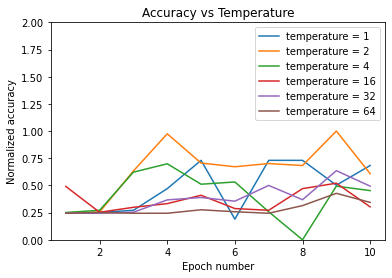 Accuracy vs Temperature
2.00
1.75
1.50
1.25
1.00
0.75
0.50
0.25
0.00
Normalized accuracy
temperature = 1
temperature = 2
temperature = 4
temperature = 16
temperature = 32
temperature = 64
2 4 6 8 10
Epoch number